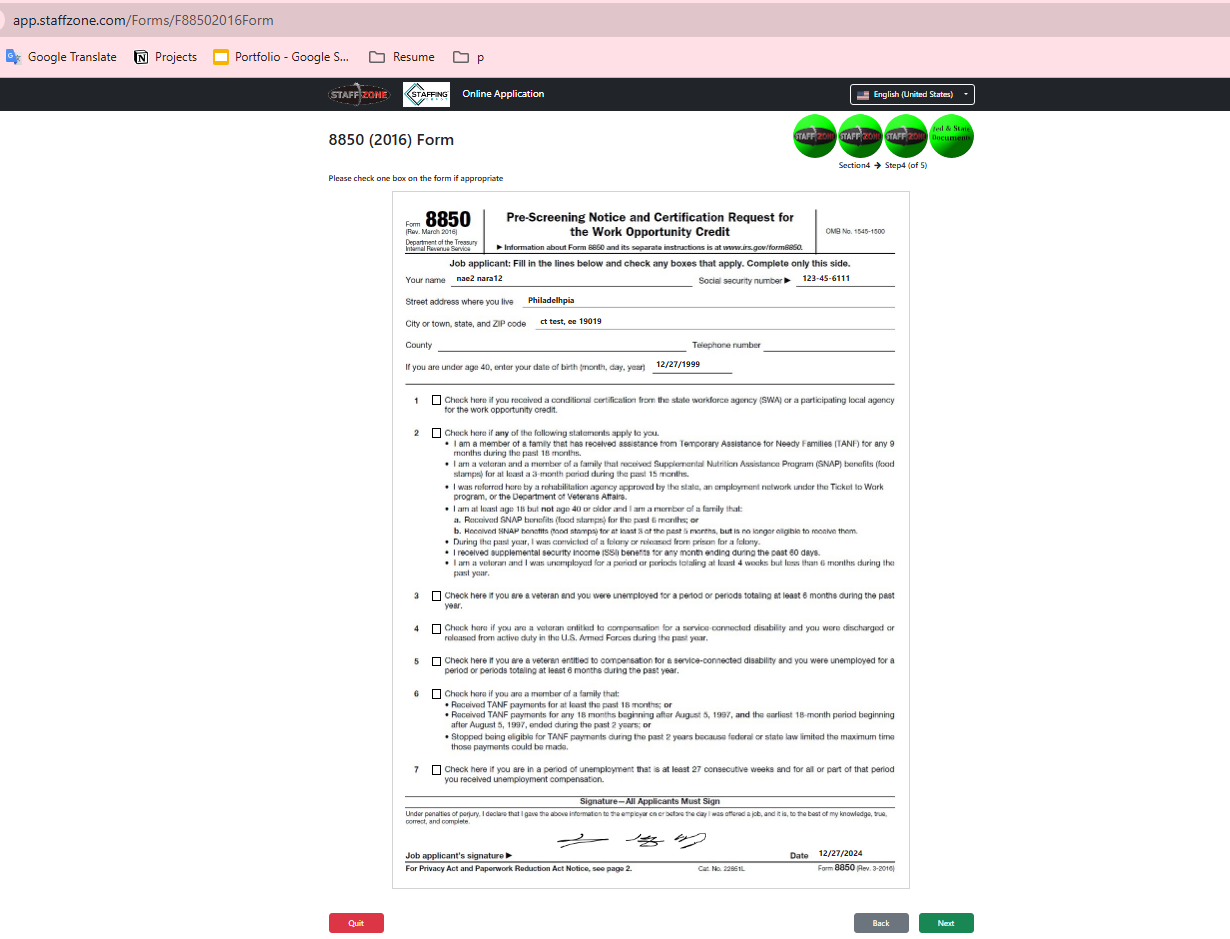 app.staffzone.com/Forms/F88502016Form
Google Translate
Projects
Portfolio - Google S...
Resume
p
STAFF ZONE
STAFFING
Online Application
English (United States)
8850 (2016) Form
STAFF ZONE
STAFF ZONE
STAFF ZONE
Fed & State
Documents
Section4 → Step4 (of 5)
Please check one box on the form if appropriate
Form 8850
(Rev. March 2016)
Department of the Treasury
Internal Revenue Service
Pre-Screening Notice and Certification Request for
the Work Opportunity Credit
▶ Information about Form 8850 and its separate instructions is at www.irs.gov/form8850.
OMB No. 1545-1500
Job applicant: Fill in the lines below and check any boxes that apply. Complete only this side.
Your name nae2 nara12 Social security number ▶ 123-45-6111
Street address where you live Philadelhpia
City or town, state, and ZIP code ct test, ee 19019
County Telephone number
If you are under age 40, enter your date of birth (month, day, year) 12/27/1999
1 Check here if you received a conditional certification from the state workforce agency (SWA) or a participating local agency
for the work opportunity credit.
2 Check here if any of the following statements apply to you.
• I am a member of a family that has received assistance from Temporary Assistance for Needy Families (TANF) for any 9
months during the past 18 months.
• I am a veteran and a member of a family that received Supplemental Nutrition Assistance Program (SNAP) benefits (food
stamps) for at least a 3-month period during the past 15 months.
• I was referred here by a rehabilitation agency approved by the state, an employment network under the Ticket to Work
program, or the Department of Veterans Affairs.
• I am at least age 18 but not age 40 or older and I am a member of a family that:
a. Received SNAP benefits (food stamps) for the past 6 months; or
b. Received SNAP benefits (food stamps) for at least 3 of the past 5 months, but is no longer eligible to receive them.
• During the past year, I was convicted of a felony or released from prison for a felony.
• I received supplemental security income (SSI) benefits for any month ending during the past 60 days.
• I am a veteran and I was unemployed for a period or periods totaling at least 4 weeks but less than 6 months during the
past year.
3 Check here if you are a veteran and you were unemployed for a period or periods totaling at least 6 months during the past
year.
4 Check here if you are a veteran entitled to compensation for a service-connected disability and you were discharged or
released from active duty in the U.S. Armed Forces during the past year.
5 Check here if you are a veteran entitled to compensation for a service-connected disability and you were unemployed for a
period or periods totaling at least 6 months during the past year.
6 Check here if you are a member of a family that:
• Received TANF payments for at least the past 18 months; or
• Received TANF payments for any 18 months beginning after August 5, 1997, and the earliest 18-month period beginning
after August 5, 1997, ended during the past 2 years; or
• Stopped being eligible for TANF payments during the past 2 years because federal or state law limited the maximum time
those payments could be made.
7 Check here if you are in a period of unemployment that is at least 27 consecutive weeks and for all or part of that period
you received unemployment compensation.
Signature—All Applicants Must Sign
Under penalties of perjury, I declare that I gave the above information to the employer on or before the day I was offered a job, and it is, to the best of my knowledge, true,
correct, and complete.
Job applicant's signature ▶ Date 12/27/2024
For Privacy Act and Paperwork Reduction Act Notice, see page 2. Cat. No. 22851L Form 8850 (Rev. 3-2016)
Quit
Back
Next